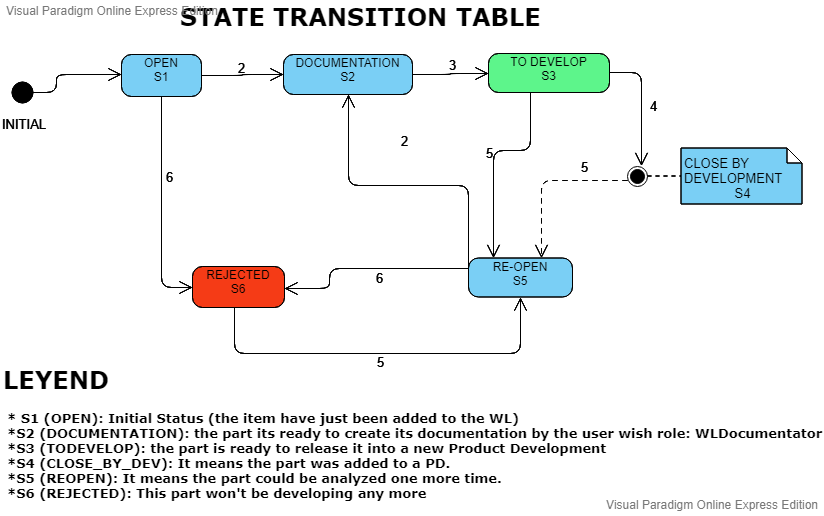 Visual Paradigm Online Express Edition
STATE TRANSITION TABLE
OPEN
S1
2
DOCUMENTATION
S2
3
TO DEVELOP
S3
4
INITIAL
2
5
5
CLOSE BY
DEVELOPMENT
S4
6
REJECTED
S6
6
RE-OPEN
S5
5
LEYEND
* S1 (OPEN): Initial Status (the item have just been added to the WL)
*S2 (DOCUMENTATION): the part its ready to create its documentation by the user wish role: WLDocumentator
*S3 (TODEVELOP): the part is ready to release it into a new Product Development
*S4 (CLOSE_BY_DEV): It means the part was added to a PD.
*S5 (REOPEN): It means the part could be analyzed one more time.
*S6 (REJECTED): This part won't be developing any more
Visual Paradigm Online Express Edition